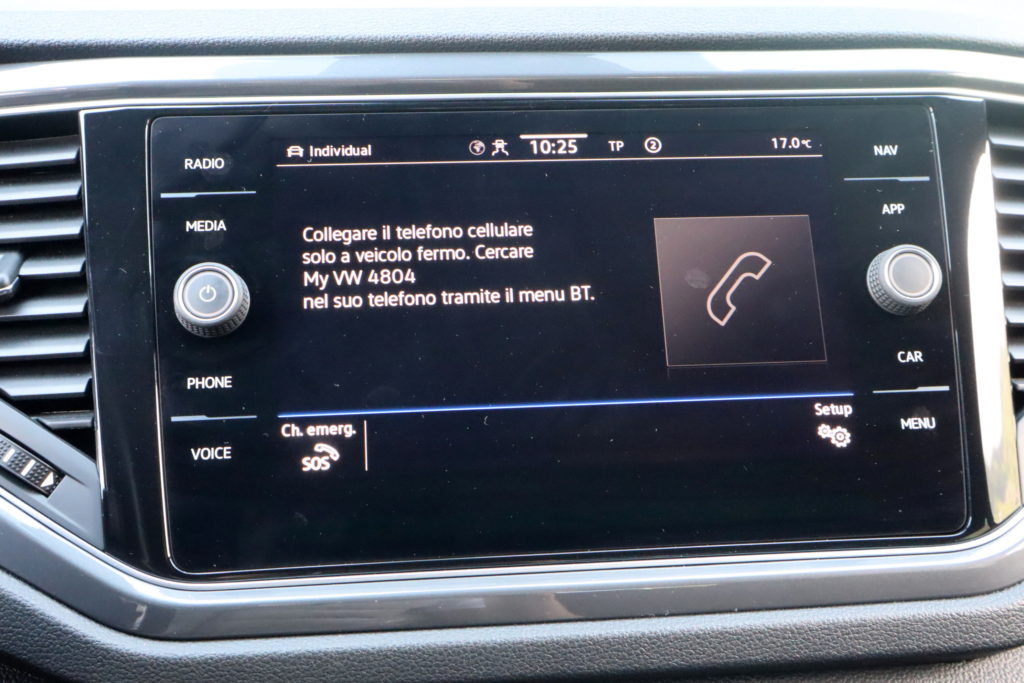 RADIO
MEDIA
PHONE
VOICE
Individual
10:25
TP
2
17.0°C
Collegare il telefono cellulare
solo a veicolo fermo. Cercare
My VW 4804
nel suo telefono tramite il menu BT.
Ch. emerg.
SOS
Setup
NAV
APP
CAR
MENU